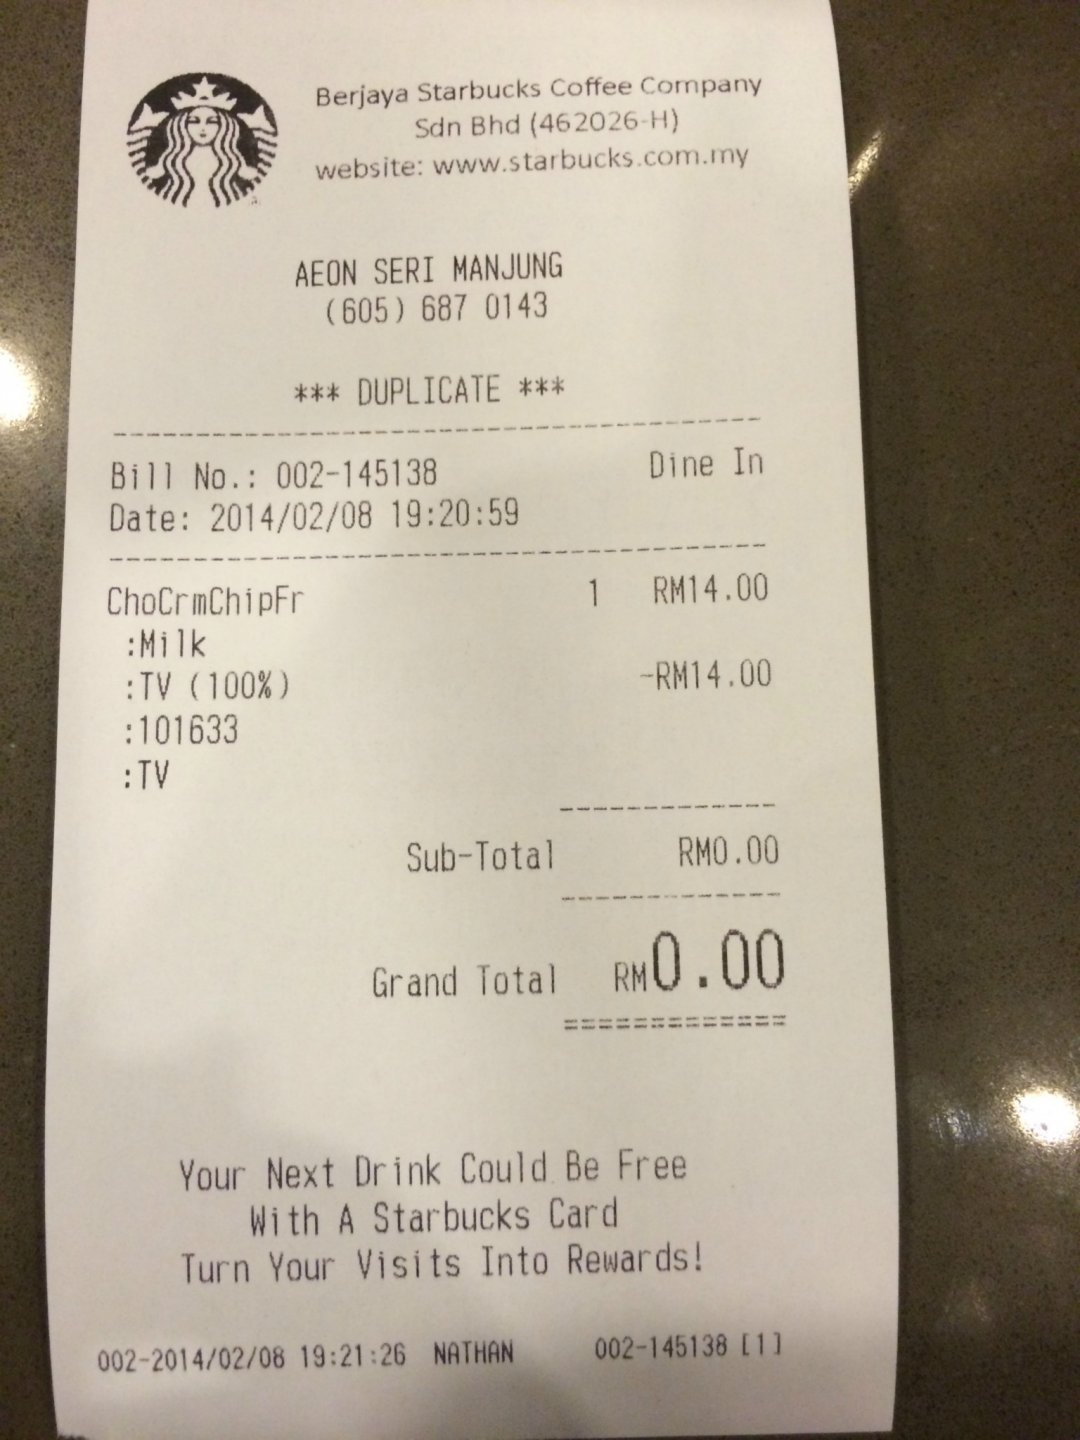 Berjaya Starbucks Coffee Company
Sdn Bhd (462026-H)
website: www.starbucks.com.my
AEON SERI MANJUNG
(605) 687 0143
*** DUPLICATE ***
Bill No.: 002-145138 Dine In
Date: 2014/02/08 19:20:59
ChoCrmChipFr 1 RM14.00
:Milk
:TV (100%) -RM14.00
:101633
:TV
Sub-Total RM0.00
Grand Total RM0.00
Your Next Drink Could Be Free
With A Starbucks Card
Turn Your Visits Into Rewards!
002-2014/02/08 19:21:26 NATHAN 002-145138 [1]